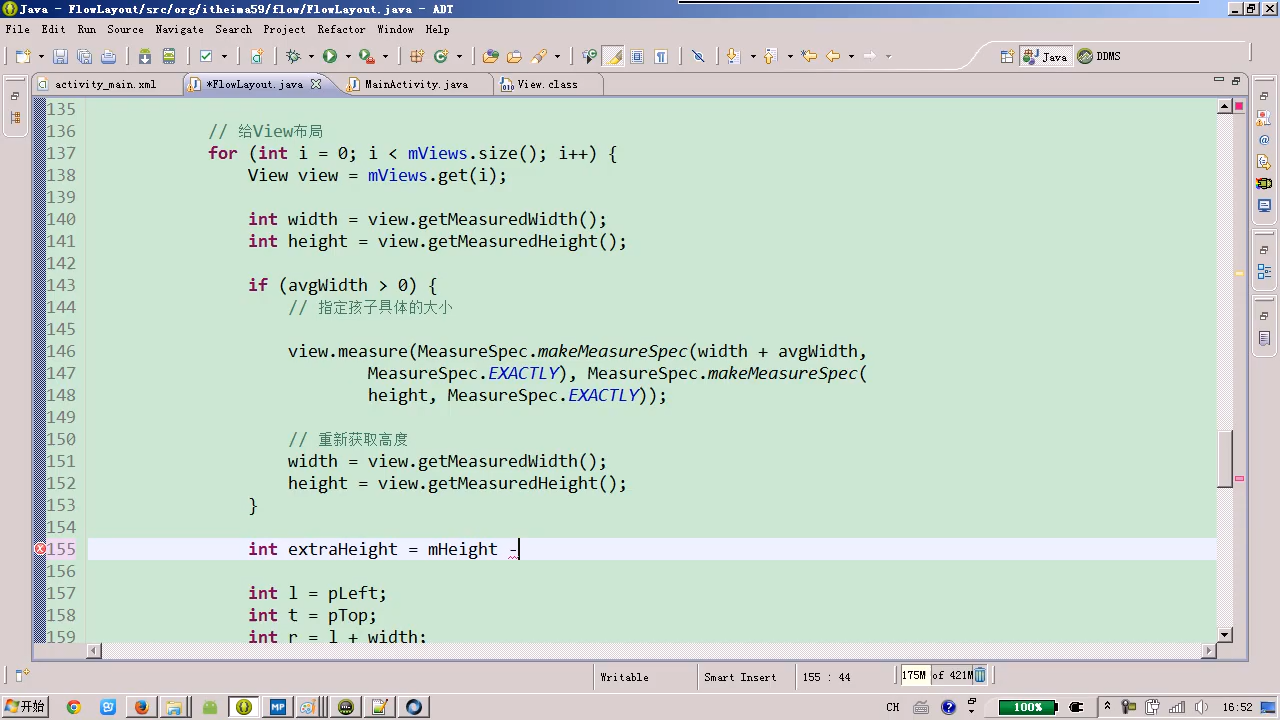 Java - FlowLayout/src/org/itheima59/flow/FlowLayout.java - ADT
File Edit Run Source Navigate Search Project Refactor Window Help
Java DDMS
activity_main.xml *FlowLayout.java MainActivity.java View.class
135
136 // 给View布局
137 for (int i = 0; i < mViews.size(); i++) {
138 View view = mViews.get(i);
139
140 int width = view.getMeasuredWidth();
141 int height = view.getMeasuredHeight();
142
143 if (avgWidth > 0) {
144 // 指定孩子具体的大小
145
146 view.measure(MeasureSpec.makeMeasureSpec(width + avgWidth,
147 MeasureSpec.EXACTLY), MeasureSpec.makeMeasureSpec(
148 height, MeasureSpec.EXACTLY));
149
150 // 重新获取高度
151 width = view.getMeasuredWidth();
152 height = view.getMeasuredHeight();
153 }
154
155 int extraHeight = mHeight -
156
157 int l = pLeft;
158 int t = pTop;
159 int r = l + width;
Writable Smart Insert 155 : 44 175M of 421M
开始 MP CH 100% 16:52